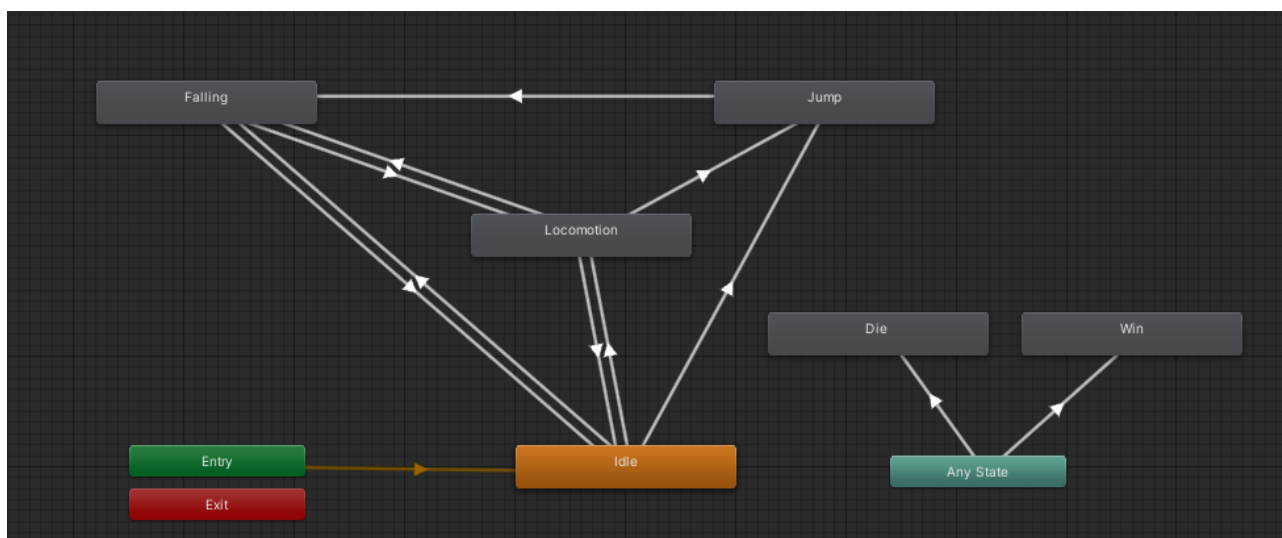 Falling
Jump
Locomotion
Die
Win
Entry
Idle
Any State
Exit